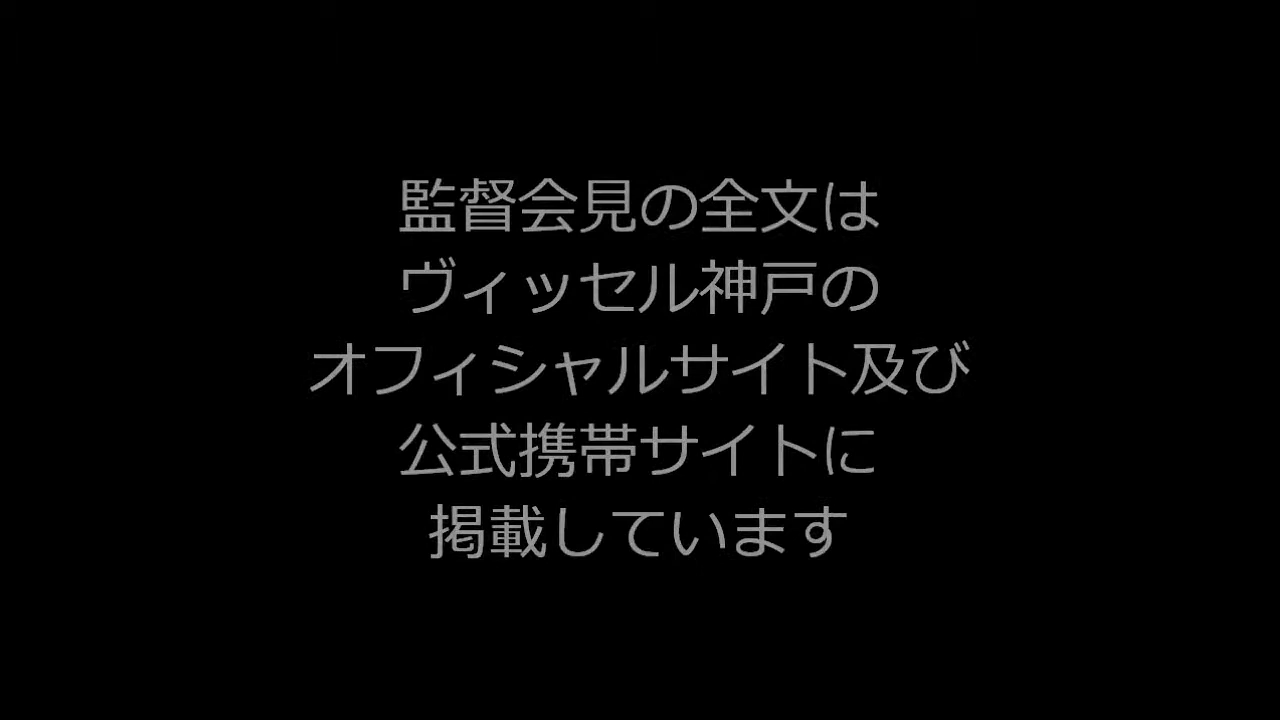 監督会見の全文は
ヴィッセル神戸の
オフィシャルサイト及び
公式携帯サイトに
掲載しています